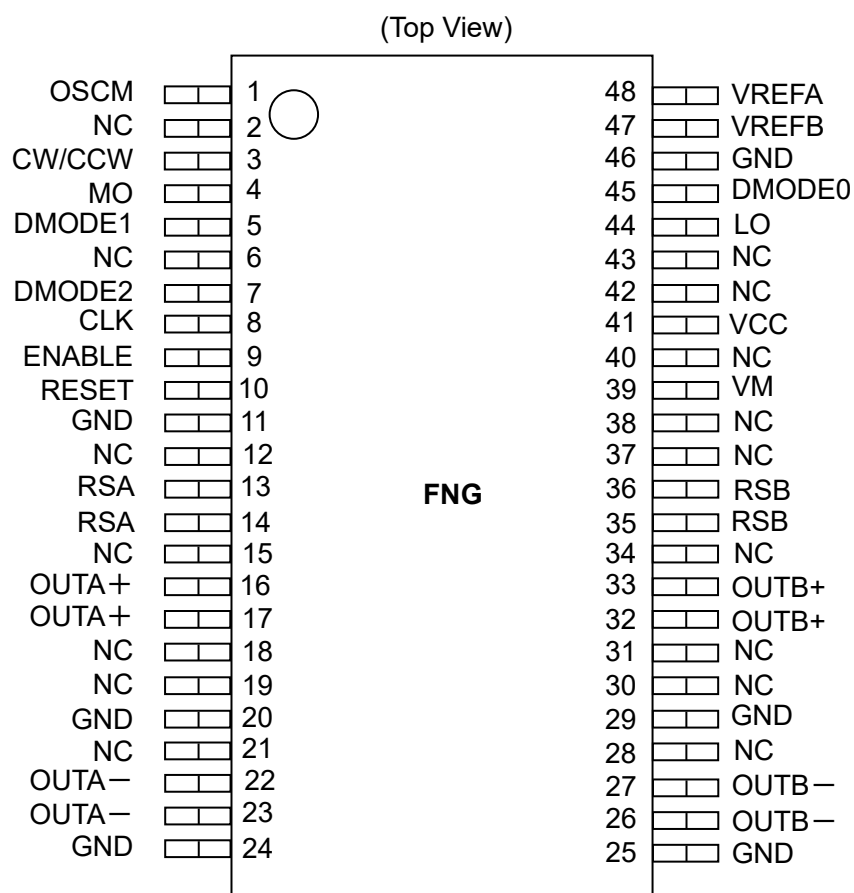 (Top View)
OSCM 1 48 VREFA
NC 2 47 VREFB
CW/CCW 3 46 GND
MO 4 45 DMODE0
DMODE1 5 44 LO
NC 6 43 NC
DMODE2 7 42 NC
CLK 8 41 VCC
ENABLE 9 40 NC
RESET 10 39 VM
GND 11 38 NC
NC 12 37 NC
RSA 13 FNG 36 RSB
RSA 14 35 RSB
NC 15 34 NC
OUTA+ 16 33 OUTB+
OUTA+ 17 32 OUTB+
NC 18 31 NC
NC 19 30 NC
GND 20 29 GND
NC 21 28 NC
OUTA− 22 27 OUTB−
OUTA− 23 26 OUTB−
GND 24 25 GND